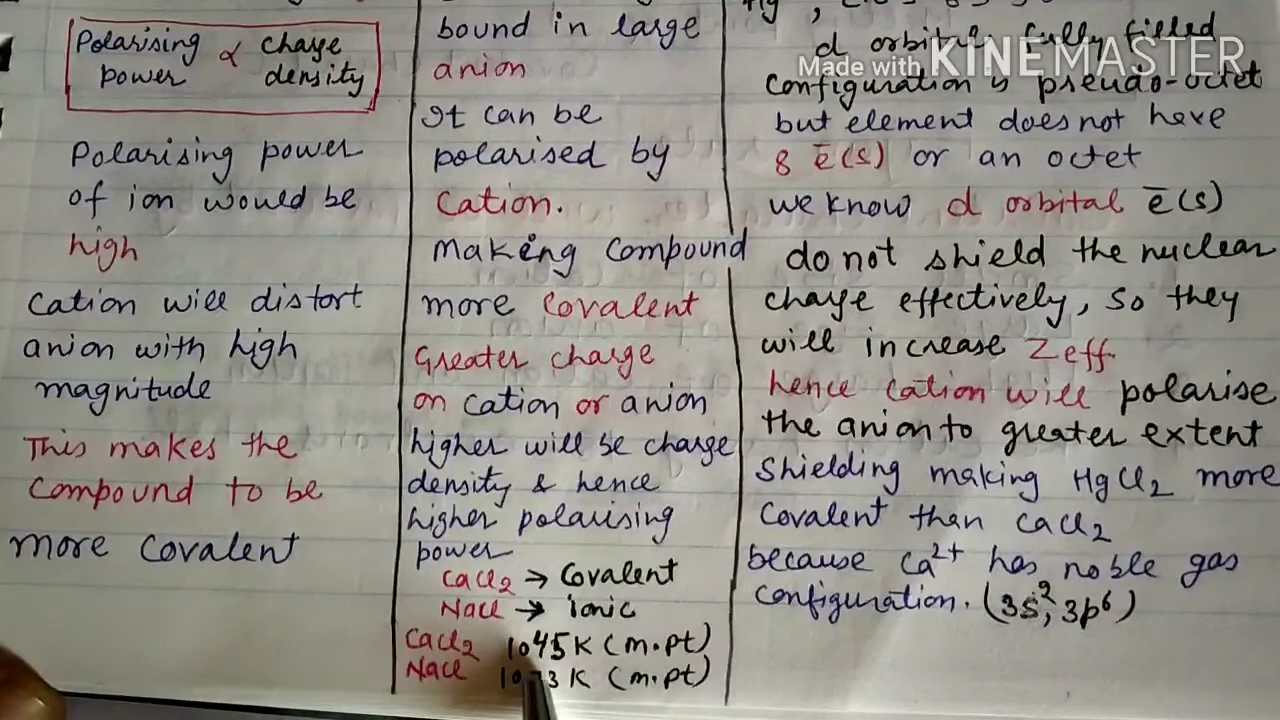 Polarising power ∝ charge density
Polarising power
of ion would be
high
Cation will distort
anion with high
magnitude
This makes the
compound to be
more covalent
bound in large
anion
It can be
polarised by
Cation.
making compound
more Covalent
Greater charge
on cation or anion
higher will be charge
density & hence
higher polarising
power
CaCl2 → Covalent
NaCl → ionic
CaCl2 1045K (m.pt)
NaCl K (m.pt)
Made with KINEMASTER
d orbital fully filled
configuration is pseudo-octet
but element does not have
8 e̅(s) or an octet
we know d orbital e̅(s)
do not shield the nuclear
charge effectively, so they
will increase Zeff.
hence cation will polarise
the anion to greater extent
Shielding making HgCl2 more
Covalent than CaCl2
because Ca²⁺ has noble gas
configuration. (3s², 3p⁶)